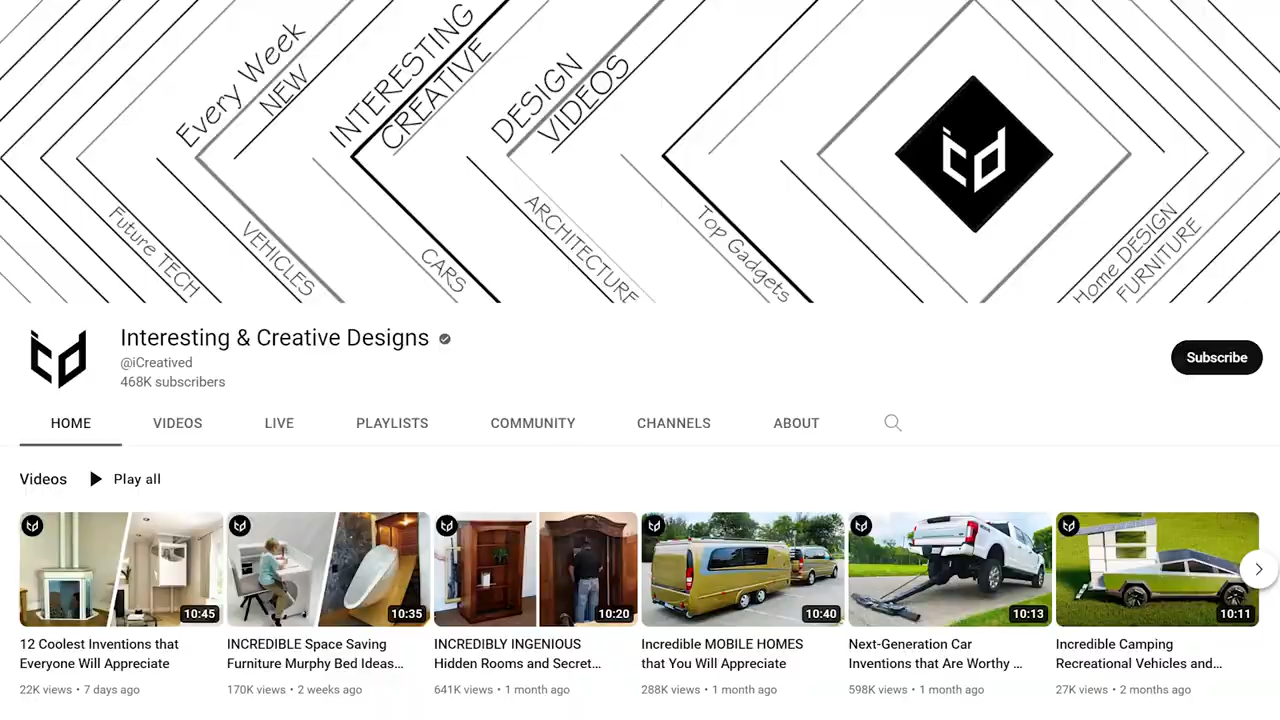 Every Week
NEW
INTERESTING
CREATIVE
DESIGN
VIDEOS
Future TECH
VEHICLES
CARS
ARCHITECTURE
Top Gadgets
Home DESIGN
FURNITURE
icd
Interesting & Creative Designs
@iCreatived
468K subscribers
Subscribe
HOME VIDEOS LIVE PLAYLISTS COMMUNITY CHANNELS ABOUT
Videos Play all
10:45 10:35 10:20 10:40 10:13 10:11
12 Coolest Inventions that
Everyone Will Appreciate
22K views • 7 days ago
INCREDIBLE Space Saving
Furniture Murphy Bed Ideas...
170K views • 2 weeks ago
INCREDIBLY INGENIOUS
Hidden Rooms and Secret...
641K views • 1 month ago
Incredible MOBILE HOMES
that You Will Appreciate
288K views • 1 month ago
Next-Generation Car
Inventions that Are Worthy ...
598K views • 1 month ago
Incredible Camping
Recreational Vehicles and...
27K views • 2 months ago